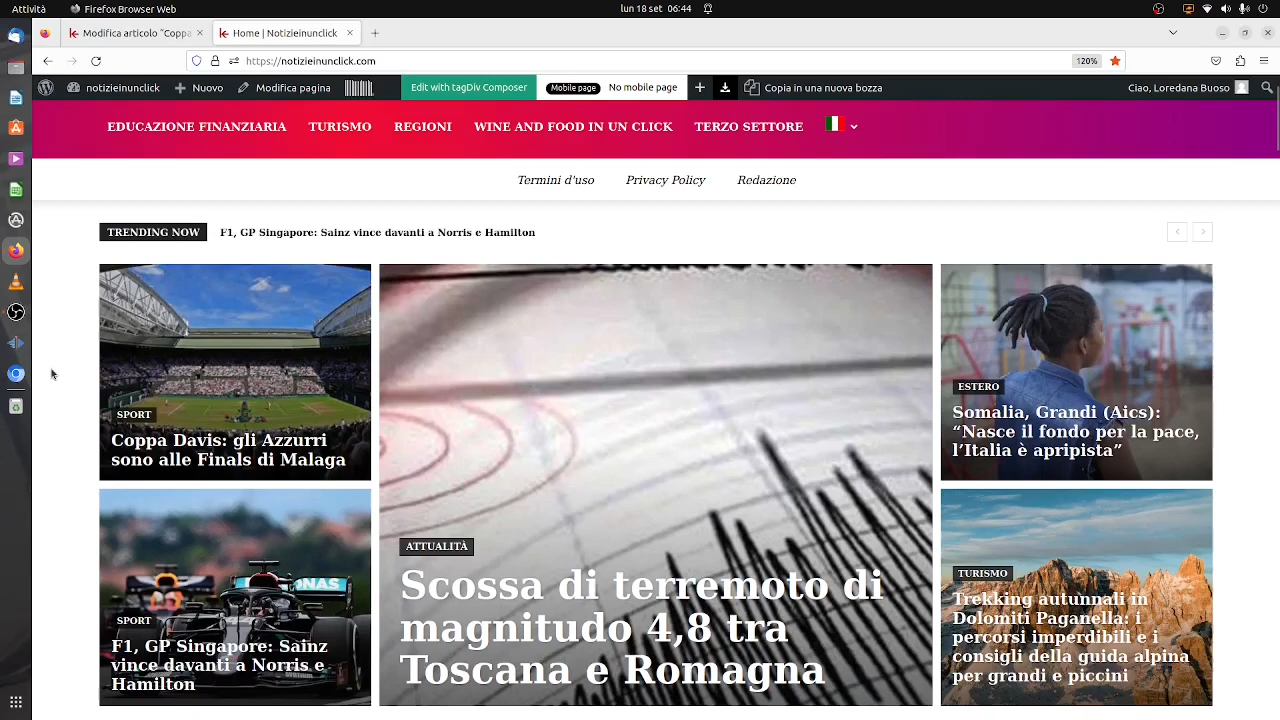 Attività
Firefox Browser Web
lun 18 set 06:44
Modifica articolo “Coppa
Home | Notizieinunclick
https://notizieinunclick.com
120%
notizieinunclick
Nuovo
Modifica pagina
Edit with tagDiv Composer
Mobile page
No mobile page
Copia in una nuova bozza
Ciao, Loredana Buoso
EDUCAZIONE FINANZIARIA
TURISMO
REGIONI
WINE AND FOOD IN UN CLICK
TERZO SETTORE
Termini d'uso
Privacy Policy
Redazione
TRENDING NOW
F1, GP Singapore: Sainz vince davanti a Norris e Hamilton
SPORT
Coppa Davis: gli Azzurri
sono alle Finals di Malaga
SPORT
F1, GP Singapore: Sainz
vince davanti a Norris e
Hamilton
ATTUALITÀ
Scossa di terremoto di
magnitudo 4,8 tra
Toscana e Romagna
ESTERO
Somalia, Grandi (Aics):
“Nasce il fondo per la pace,
l’Italia è apripista”
TURISMO
Trekking autunnali in
Dolomiti Paganella: i
percorsi imperdibili e i
consigli della guida alpina
per grandi e piccini